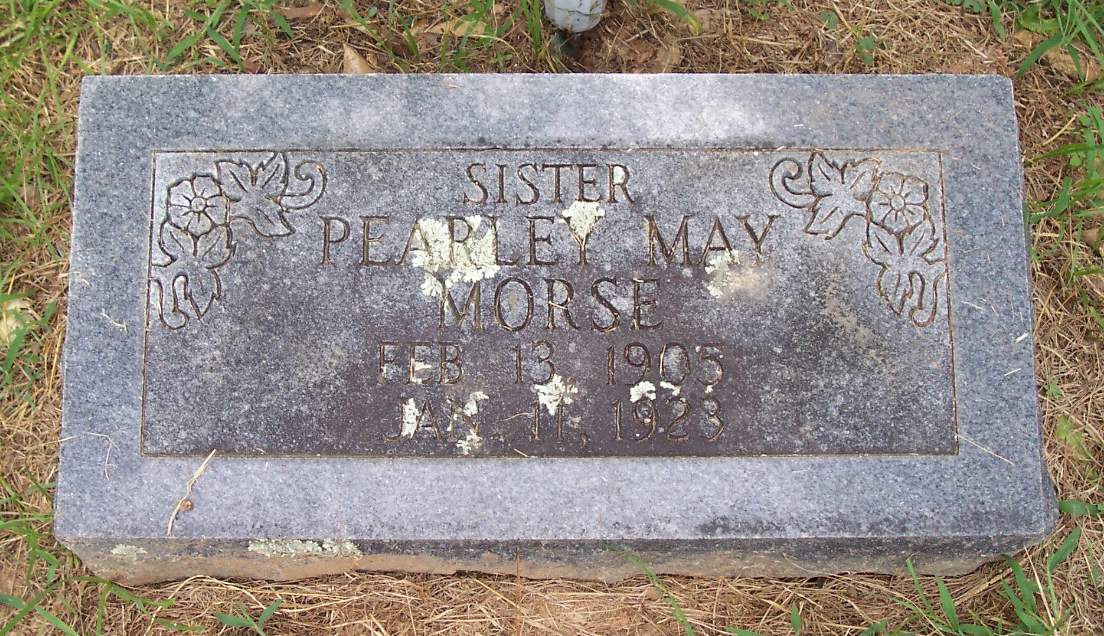 SISTER
PEARLEY MAY
MORSE
FEB. 13, 1905
JAN. 11, 1923